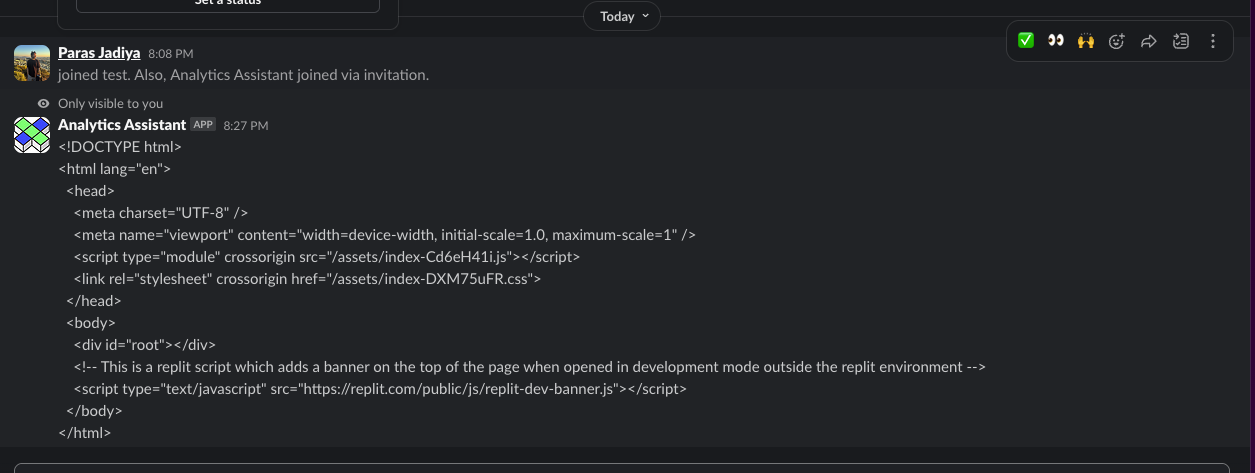 Set a status
Today
Paras Jadiya 8:08 PM
joined test. Also, Analytics Assistant joined via invitation.
Only visible to you
Analytics Assistant APP 8:27 PM
<!DOCTYPE html>
<html lang="en">
<head>
<meta charset="UTF-8" />
<meta name="viewport" content="width=device-width, initial-scale=1.0, maximum-scale=1" />
<script type="module" crossorigin src="/assets/index-Cd6eH41i.js"></script>
<link rel="stylesheet" crossorigin href="/assets/index-DXM75uFR.css">
</head>
<body>
<div id="root"></div>
<!-- This is a replit script which adds a banner on the top of the page when opened in development mode outside the replit environment -->
<script type="text/javascript" src="https://replit.com/public/js/replit-dev-banner.js"></script>
</body>
</html>